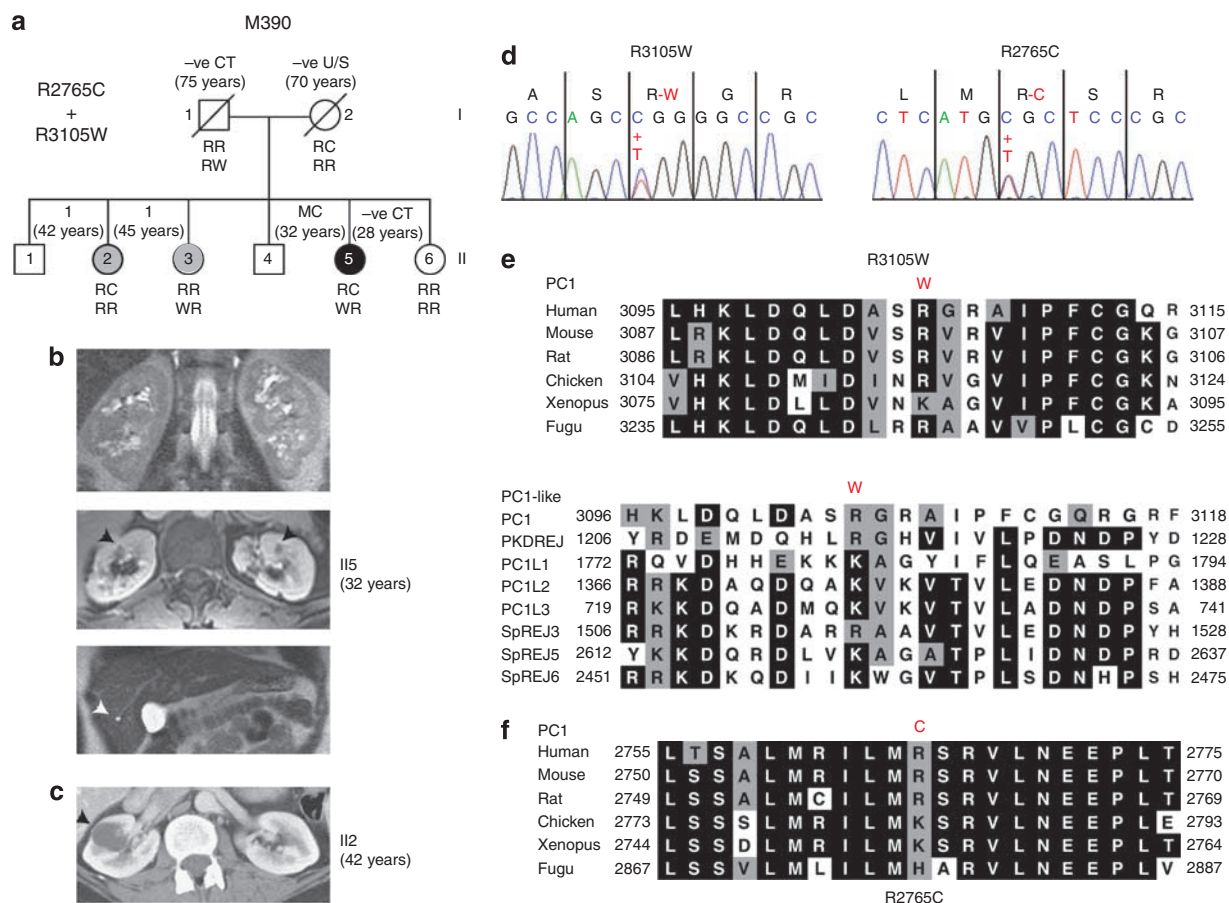 a
M390
R2765C
+
R3105W
–ve CT
(75 years)
–ve U/S
(70 years)
1
2
I
RR
RW
RC
RR
1
(42 years)
1
(45 years)
MC
(32 years)
–ve CT
(28 years)
1
2
3
4
5
6
II
RC
RR
RR
WR
RC
WR
RR
RR
b
II5
(32 years)
c
II2
(42 years)
d
R3105W
A S R-W G R
G C C A G C C G G G G C C G C
+
T
R2765C
L M R-C S R
C T C A T G C G C T C C C G C
+
T
e
R3105W
PC1 W
Human 3095 L H K L D Q L D A S R G R A I P F C G Q R 3115
Mouse 3087 L R K L D Q L D V S R V R V I P F C G K G 3107
Rat 3086 L R K L D Q L D V S R V R V I P F C G K G 3106
Chicken 3104 V H K L D M I D I N R V G V I P F C G K N 3124
Xenopus 3075 V H K L D L L D V N K A G V I P F C G K A 3095
Fugu 3235 L H K L D Q L D L R R A A V V P L C G C D 3255
PC1-like W
PC1 3096 H K L D Q L D A S R G R A I P F C G Q R G R F 3118
PKDREJ 1206 Y R D E M D Q H L R G H V I V L P D N D P Y D 1228
PC1L1 1772 R Q V D H H E K K K A G Y I F L Q E A S L P G 1794
PC1L2 1366 R R K D A Q D Q A K V K V T V L E D N D P F A 1388
PC1L3 719 R K K D Q A D M Q K V K V T V L A D N D P S A 741
SpREJ3 1506 R R K D K R D A R R A A V T V L E D N D P Y H 1528
SpREJ5 2612 Y K K D Q R D L V K A G A T P L I D N D P R D 2637
SpREJ6 2451 R R K D K Q D I I K W G V T P L S D N H P S H 2475
f
PC1 C
Human 2755 L T S A L M R I L M R S R V L N E E P L T 2775
Mouse 2750 L S S A L M R I L M R S R V L N E E P L T 2770
Rat 2749 L S S A L M C I L M R S R V L N E E P L T 2769
Chicken 2773 L S S S L M R I L M K S R V L N E E P L E 2793
Xenopus 2744 L S S D L M R I L M K S R V L N E E P L T 2764
Fugu 2867 L S S V L M L I L M H A R V L N E E P L V 2887
R2765C